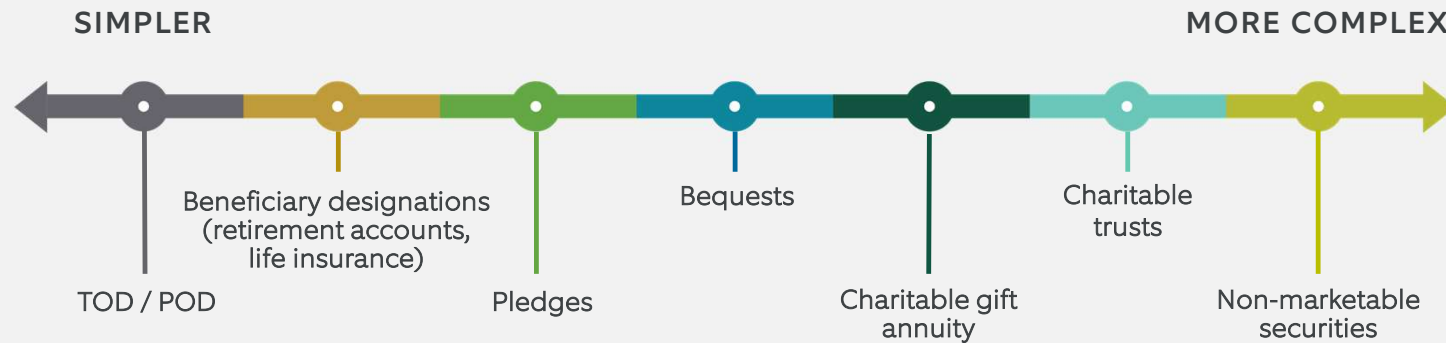 SIMPLER
MORE COMPLEX
TOD / POD
Beneficiary designations
(retirement accounts,
life insurance)
Pledges
Bequests
Charitable gift
annuity
Charitable
trusts
Non-marketable
securities